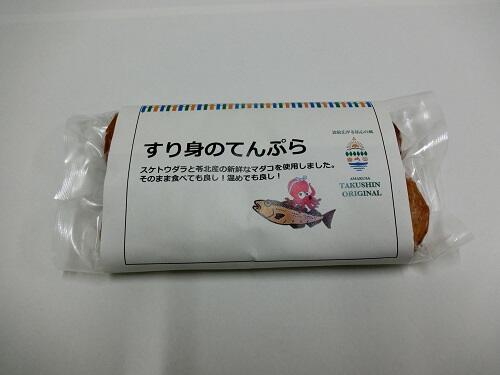 すり身のてんぷら
スケトウダラと苓北産の新鮮なマダコを使用しました。
そのまま食べても良し！温めても良し！
AMAKUSA
TAKUSHIN
ORIGINAL